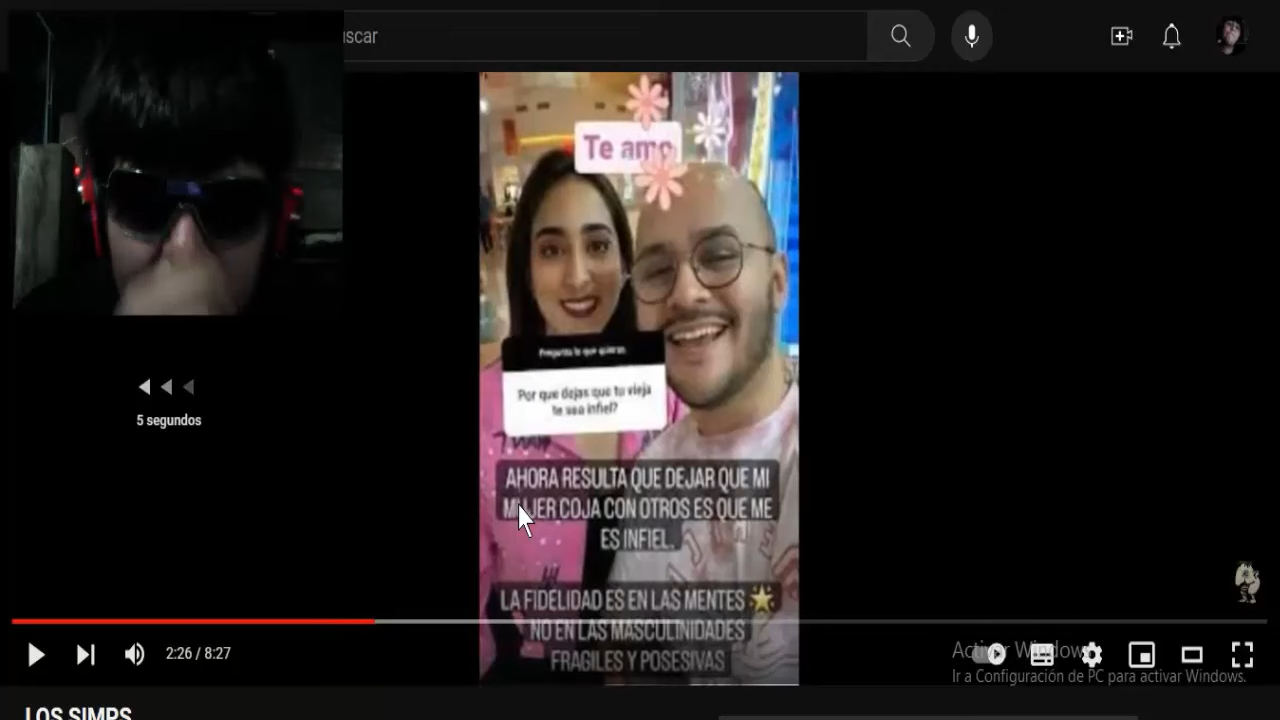 scar
Te amo
Pregunta lo que quieras
Por que dejas que tu vieja
te sea infiel?
5 segundos
AHORA RESULTA QUE DEJAR QUE MI
MUJER COJA CON OTROS ES QUE ME
ES INFIEL.
LA FIDELIDAD ES EN LAS MENTES 🌟
NO EN LAS MASCULINIDADES
FRAGILES Y POSESIVAS
2:26 / 8:27
Activar Windows
Ir a Configuración de PC para activar Windows.
LOS SIMPS